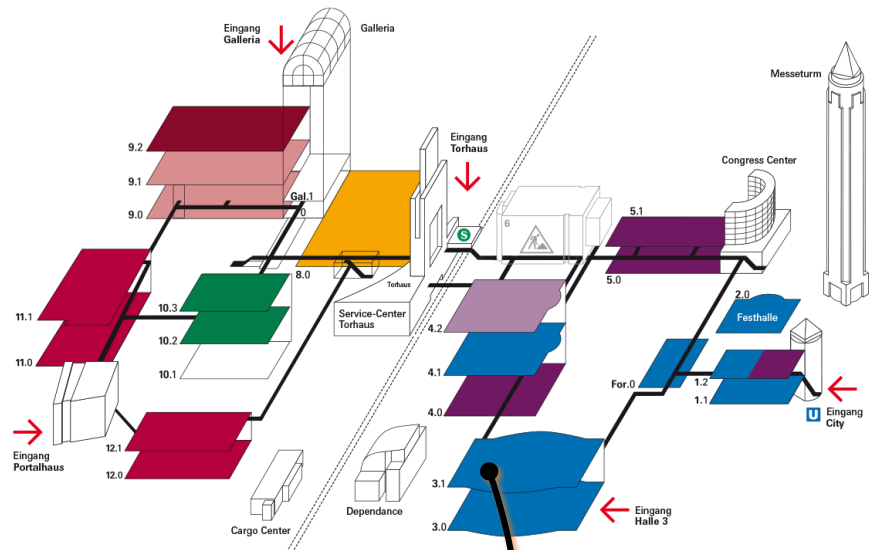 Eingang
Galleria
Galleria
Messeturm
9.2
Eingang
Torhaus
Congress Center
9.1
9.0
Gal.1
0
S
6
5.1
5.0
8.0
Torhaus
Service-Center
Torhaus
11.1
11.0
10.3
10.2
10.1
4.2
4.1
4.0
2.0
Festhalle
For.0
1.2
1.1
U
Eingang
City
Eingang
Portalhaus
12.1
12.0
3.1
3.0
Eingang
Halle 3
Dependance
Cargo Center